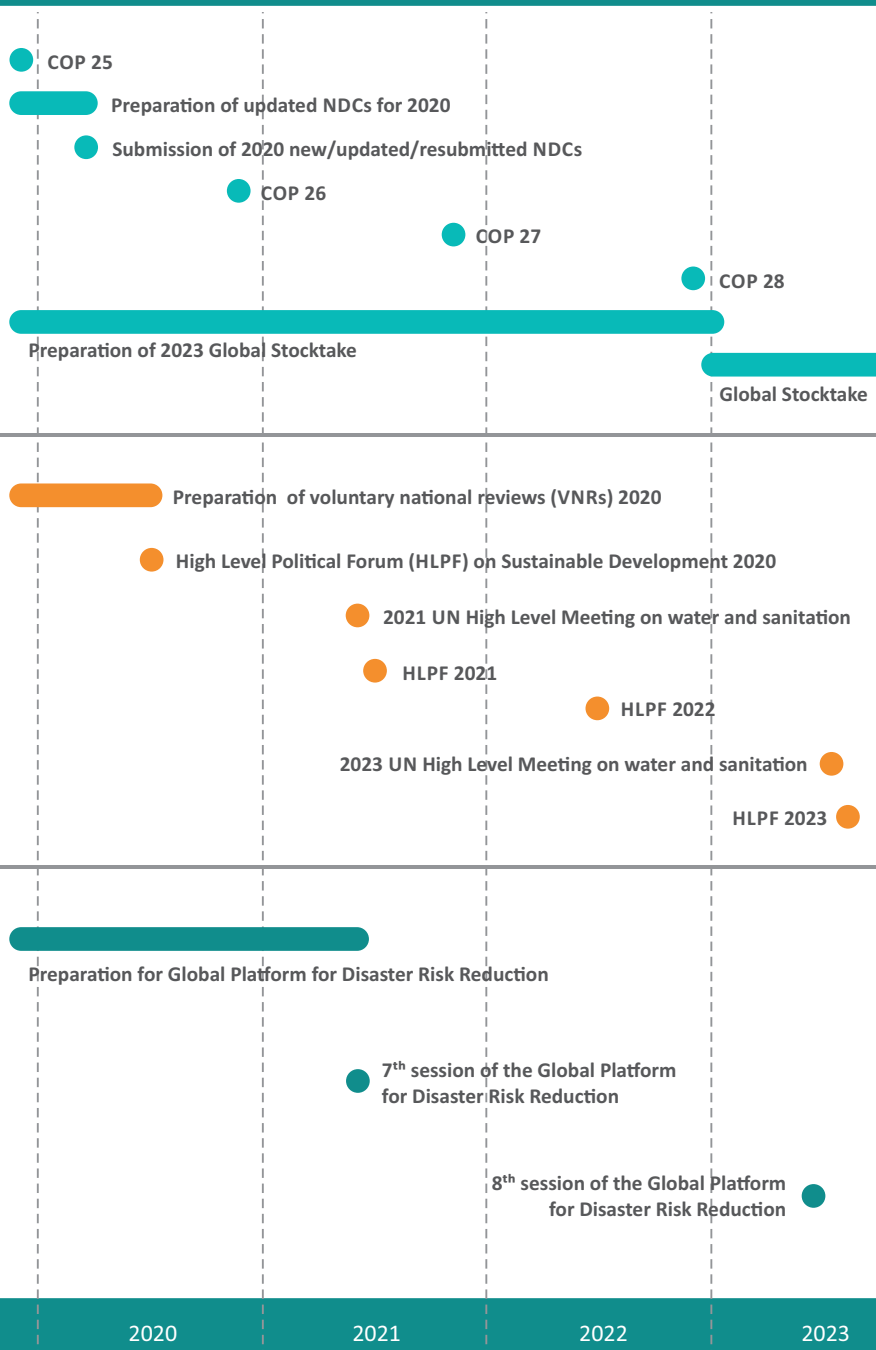 COP 25
Preparation of updated NDCs for 2020
Submission of 2020 new/updated/resubmitted NDCs
COP 26
COP 27
COP 28
Preparation of 2023 Global Stocktake
Global Stocktake
Preparation of voluntary national reviews (VNRs) 2020
High Level Political Forum (HLPF) on Sustainable Development 2020
2021 UN High Level Meeting on water and sanitation
HLPF 2021
HLPF 2022
2023 UN High Level Meeting on water and sanitation
HLPF 2023
Preparation for Global Platform for Disaster Risk Reduction
7th session of the Global Platform
for Disaster Risk Reduction
8th session of the Global Platform
for Disaster Risk Reduction
2020 2021 2022 2023